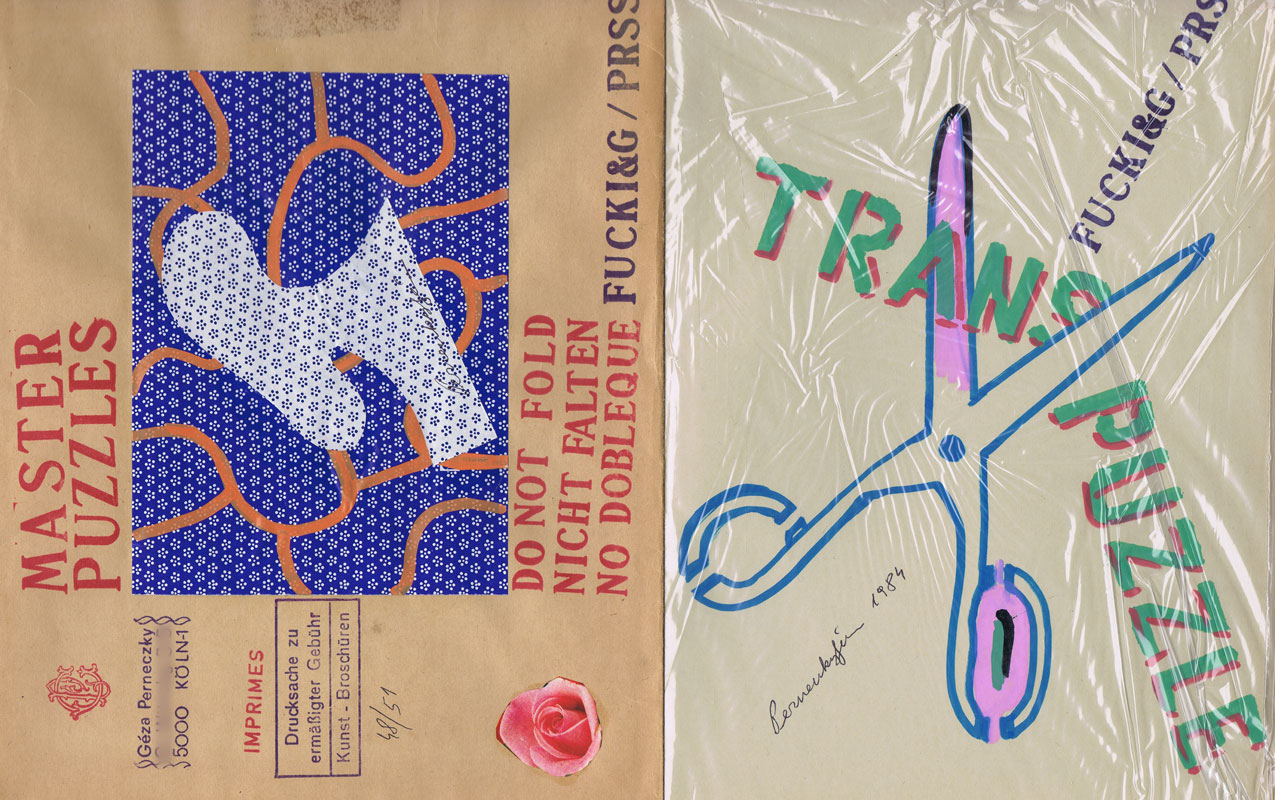 MASTER
PUZZLES
DO NOT FOLD
NICHT FALTEN
NO DOBLEQUE FUCKI&G/PRSS
Géza Perneczky
5000 KÖLN-1
IMPRIMES
Drucksache zu
ermäßigter Gebühr
Kunst - Broschüren
48/51
FUCKI&G/PRSS
TRANS
PUZZLE
1984